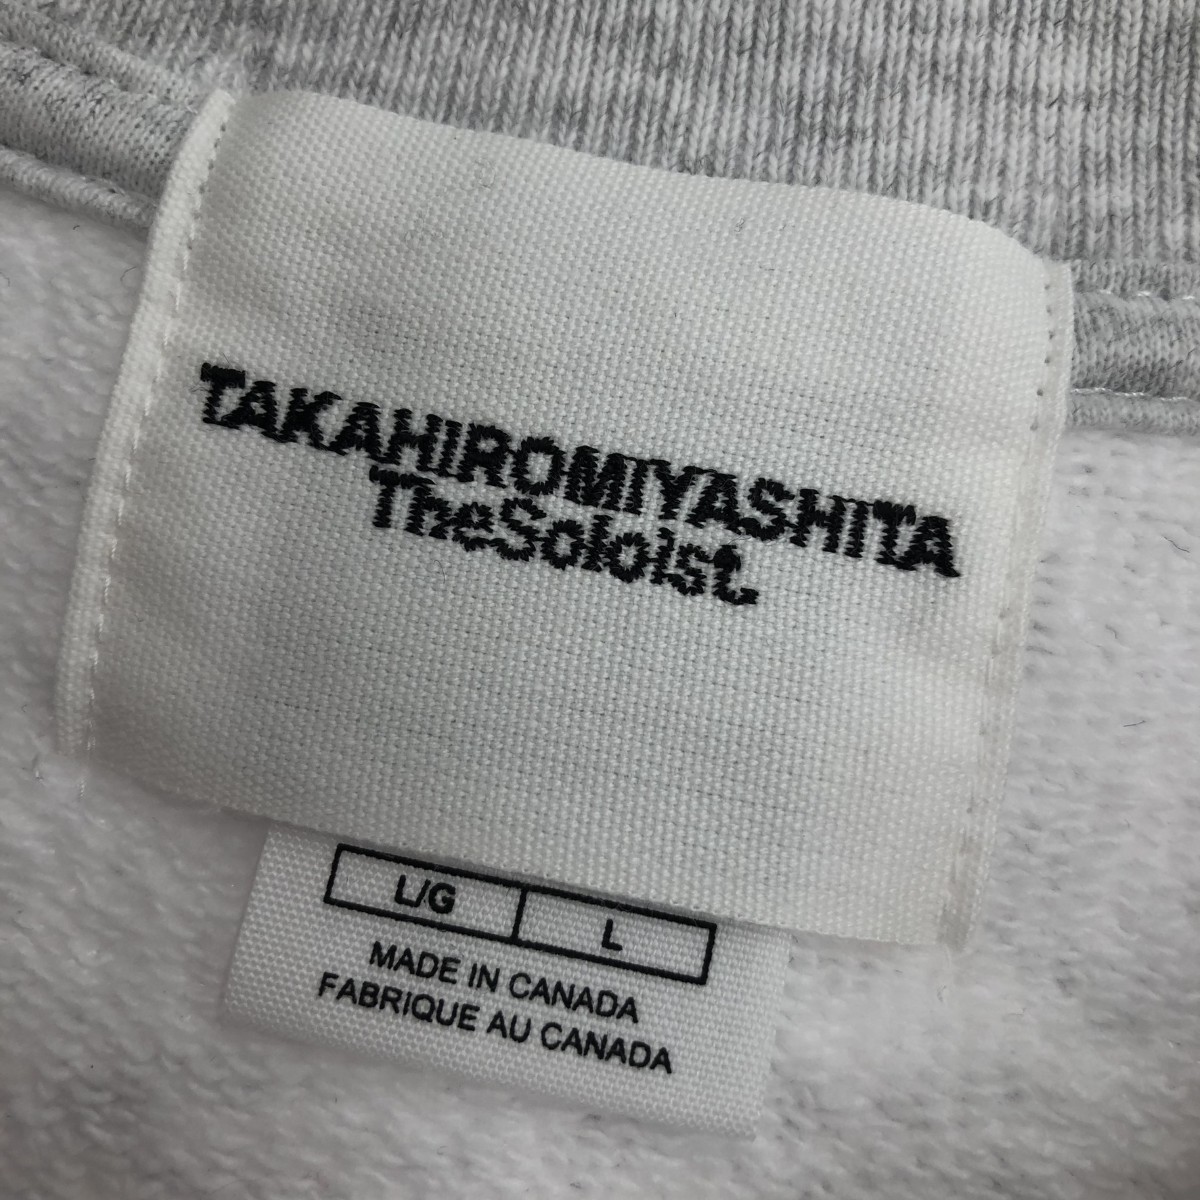 TAKAHIROMIYASHITA
TheSoloist.
L/G L
MADE IN CANADA
FABRIQUE AU CANADA